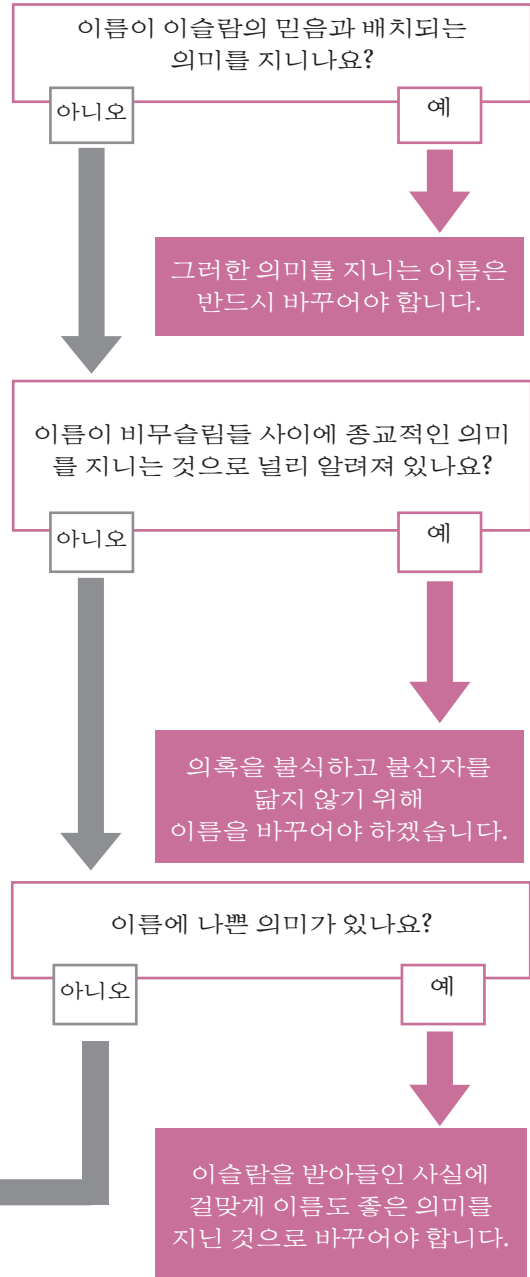 이름이 이슬람의 믿음과 배치되는
의미를 지니나요?
아니오
예
그러한 의미를 지니는 이름은
반드시 바꾸어야 합니다.
이름이 비무슬림들 사이에 종교적인 의미
를 지니는 것으로 널리 알려져 있나요?
아니오
예
의혹을 불식하고 불신자를
닮지 않기 위해
이름을 바꾸어야 하겠습니다.
이름에 나쁜 의미가 있나요?
아니오
예
이슬람을 받아들인 사실에
걸맞게 이름도 좋은 의미를
지닌 것으로 바꾸어야 합니다.